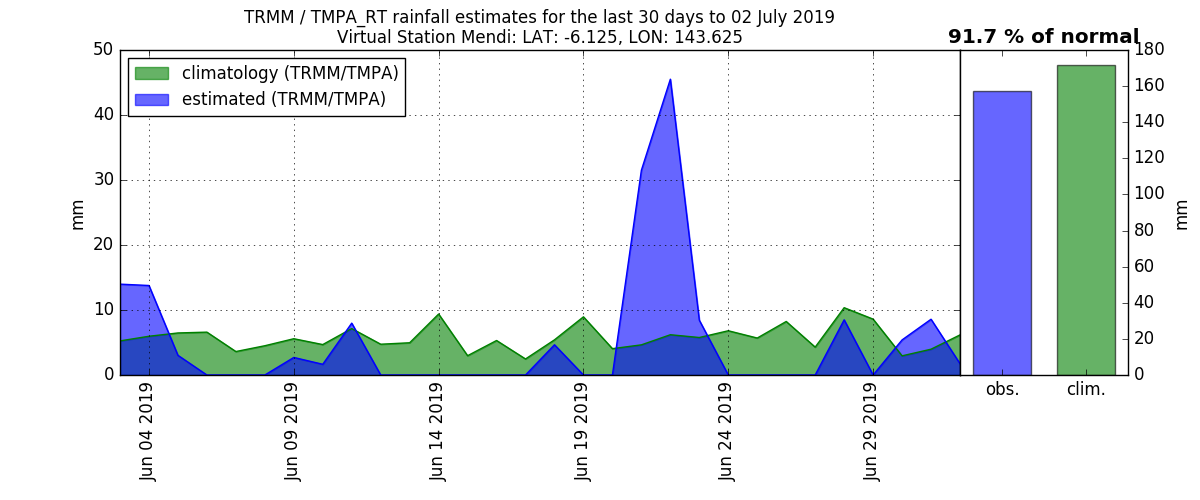 TRMM / TMPA_RT rainfall estimates for the last 30 days to 02 July 2019
Virtual Station Mendi: LAT: -6.125, LON: 143.625
91.7 % of normal
climatology (TRMM/TMPA)
estimated (TRMM/TMPA)
mm
50
40
30
20
10
0
Jun 04 2019
Jun 09 2019
Jun 14 2019
Jun 19 2019
Jun 24 2019
Jun 29 2019
obs.
clim.
180
160
140
120
100
80
60
40
20
0
mm